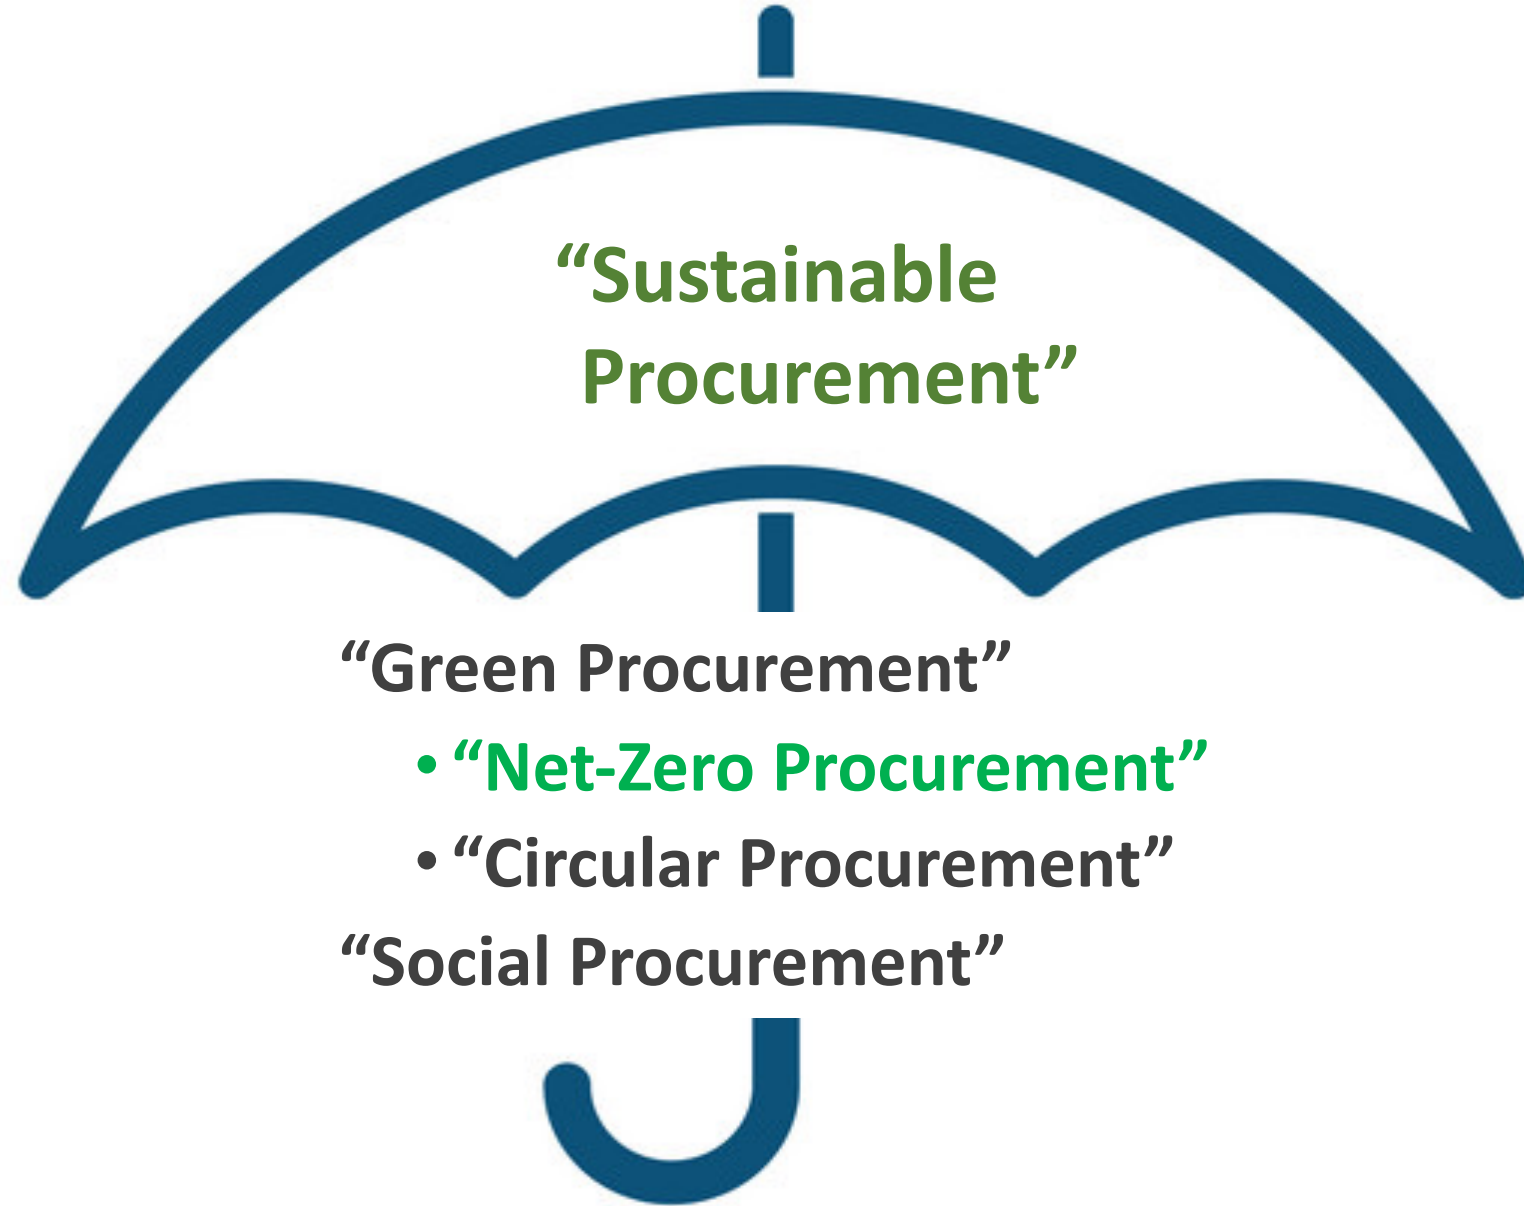 “Sustainable
Procurement”
“Green Procurement”
• “Net-Zero Procurement”
• “Circular Procurement”
“Social Procurement”